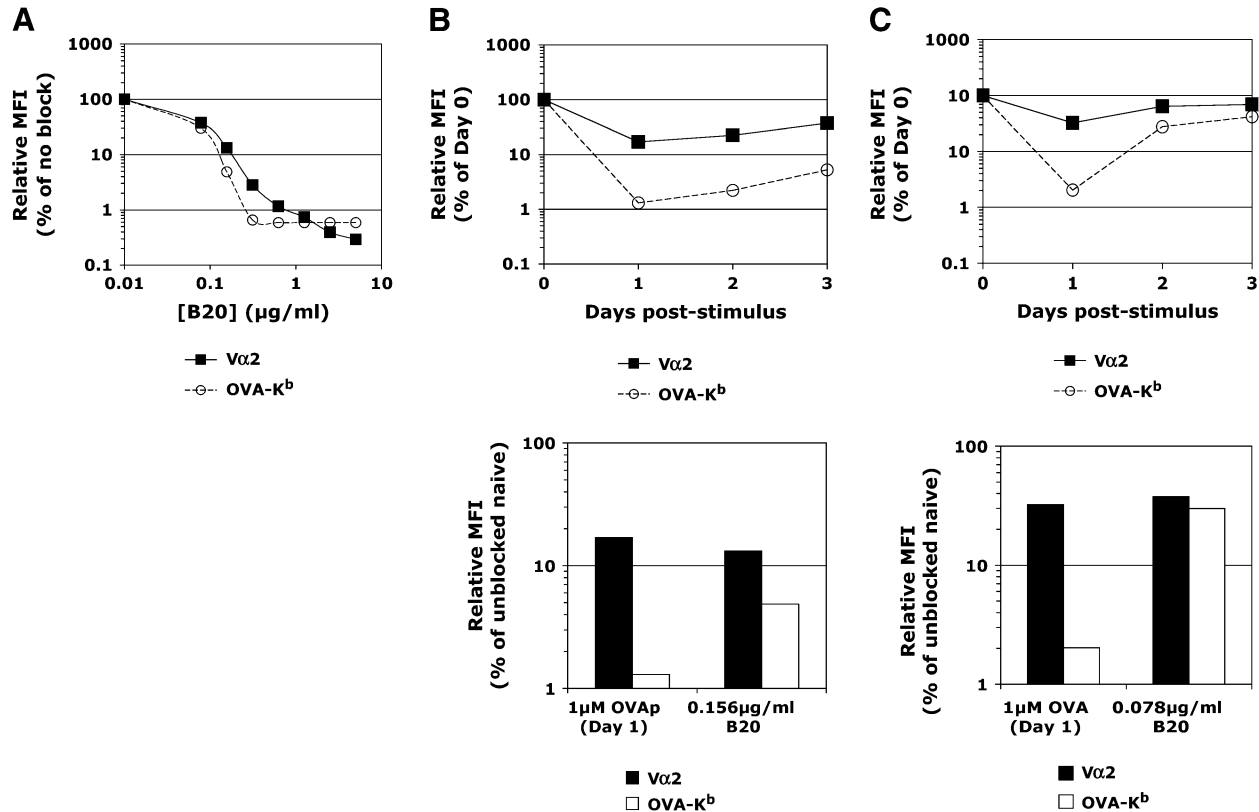 A
1000
100
10
1
0.1
0.01
0.1
1
10
Relative MFI
(% of no block)
[B20] (µg/ml)
Vα2
OVA-Kᵇ
B
1000
100
10
1
0.1
0
1
2
3
Relative MFI
(% of Day 0)
Days post-stimulus
Vα2
OVA-Kᵇ
C
1000
10
10
1
0.1
0
1
2
3
Relative MFI
(% of Day 0)
Days post-stimulus
Vα2
OVA-Kᵇ
100
10
1
Relative MFI
(% of unblocked naive)
1µM OVAp
(Day 1)
0.156µg/ml
B20
Vα2
OVA-Kᵇ
100
10
1
Relative MFI
(% of unblocked naive)
1µM OVA
(Day 1)
0.078µg/ml
B20
Vα2
OVA-Kᵇ